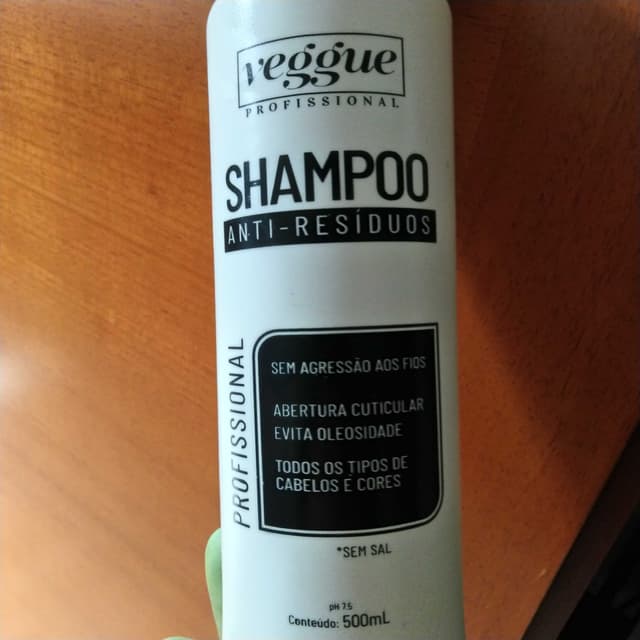 veggue
PROFISSIONAL
SHAMPOO
ANTI-RESÍDUOS
PROFISSIONAL
SEM AGRESSÃO AOS FIOS
ABERTURA CUTICULAR
EVITA OLEOSIDADE
TODOS OS TIPOS DE
CABELOS E CORES
*SEM SAL
pH 7.5
Conteúdo: 500mL